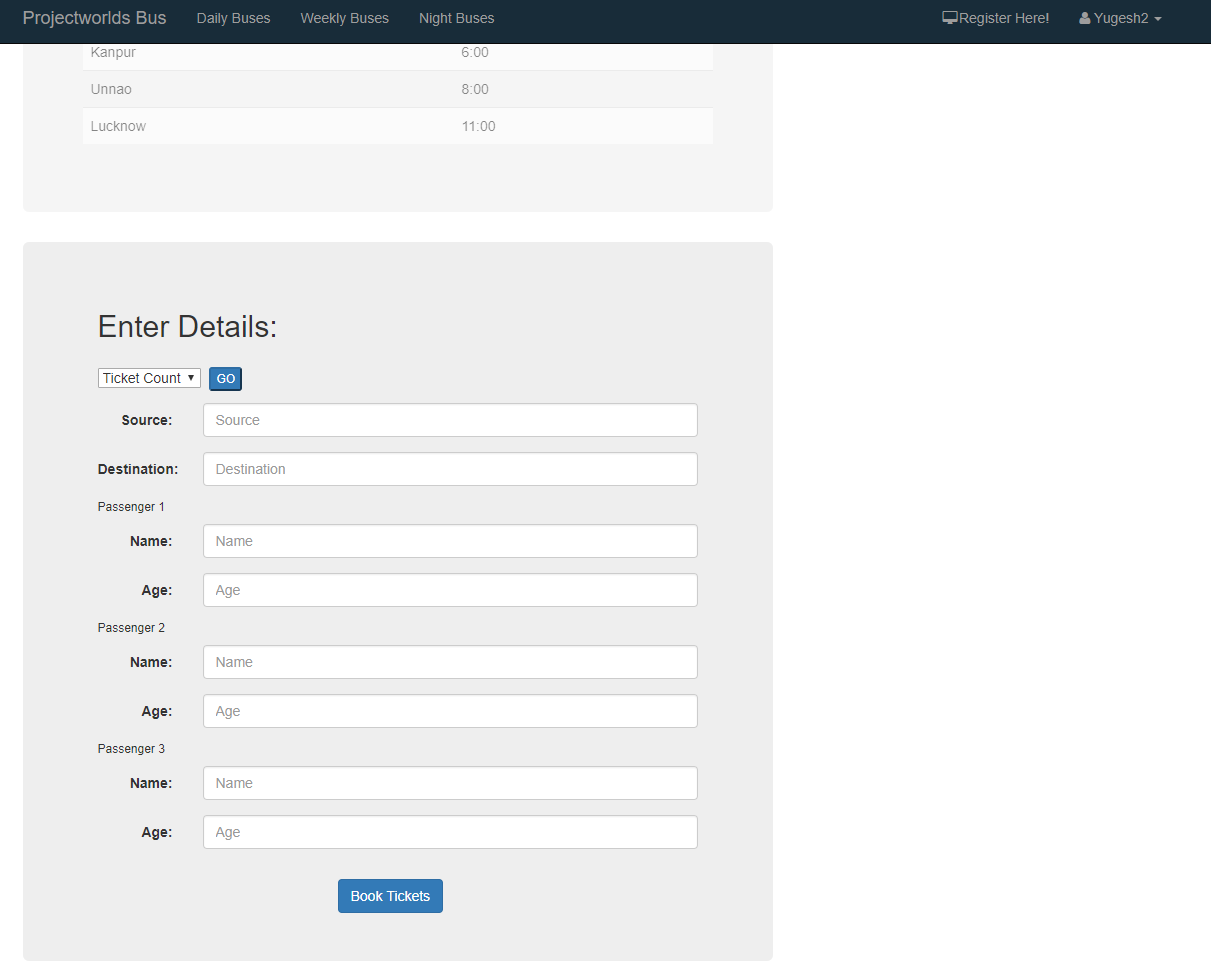 Projectworlds Bus Daily Buses Weekly Buses Night Buses Register Here! Yugesh2
Kanpur 6:00
Unnao 8:00
Lucknow 11:00
Enter Details:
Ticket Count GO
Source: Source
Destination: Destination
Passenger 1
Name: Name
Age: Age
Passenger 2
Name: Name
Age: Age
Passenger 3
Name: Name
Age: Age
Book Tickets